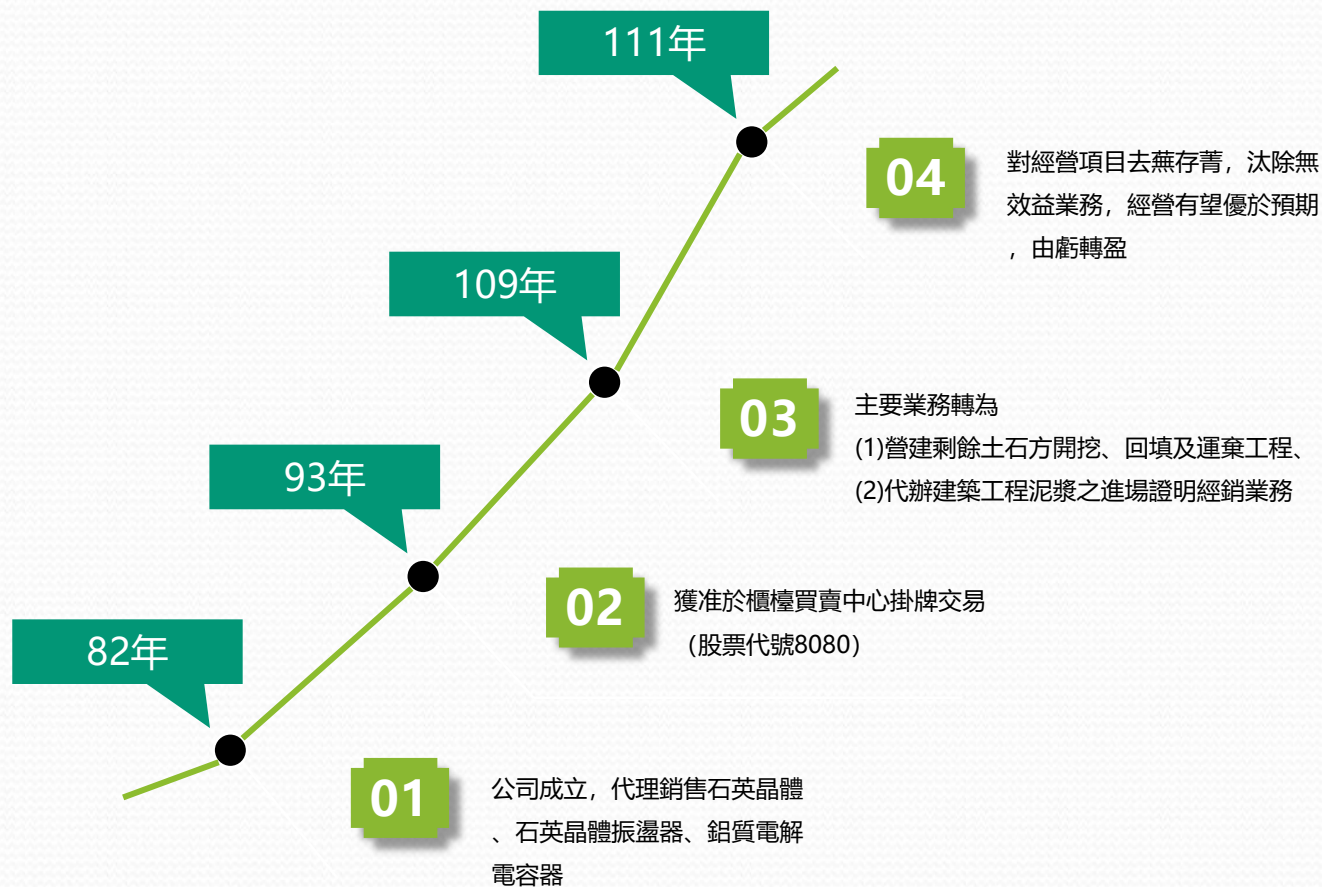 111年
04
對經營項目去蕪存菁，汰除無
效益業務，經營有望優於預期
，由虧轉盈
109年
03
主要業務轉為
(1)營建剩餘土石方開挖、回填及運棄工程、
(2)代辦建築工程泥漿之進場證明經銷業務
93年
02
獲准於櫃檯買賣中心掛牌交易
（股票代號8080）
82年
01
公司成立，代理銷售石英晶體
、石英晶體振盪器、鋁質電解
電容器